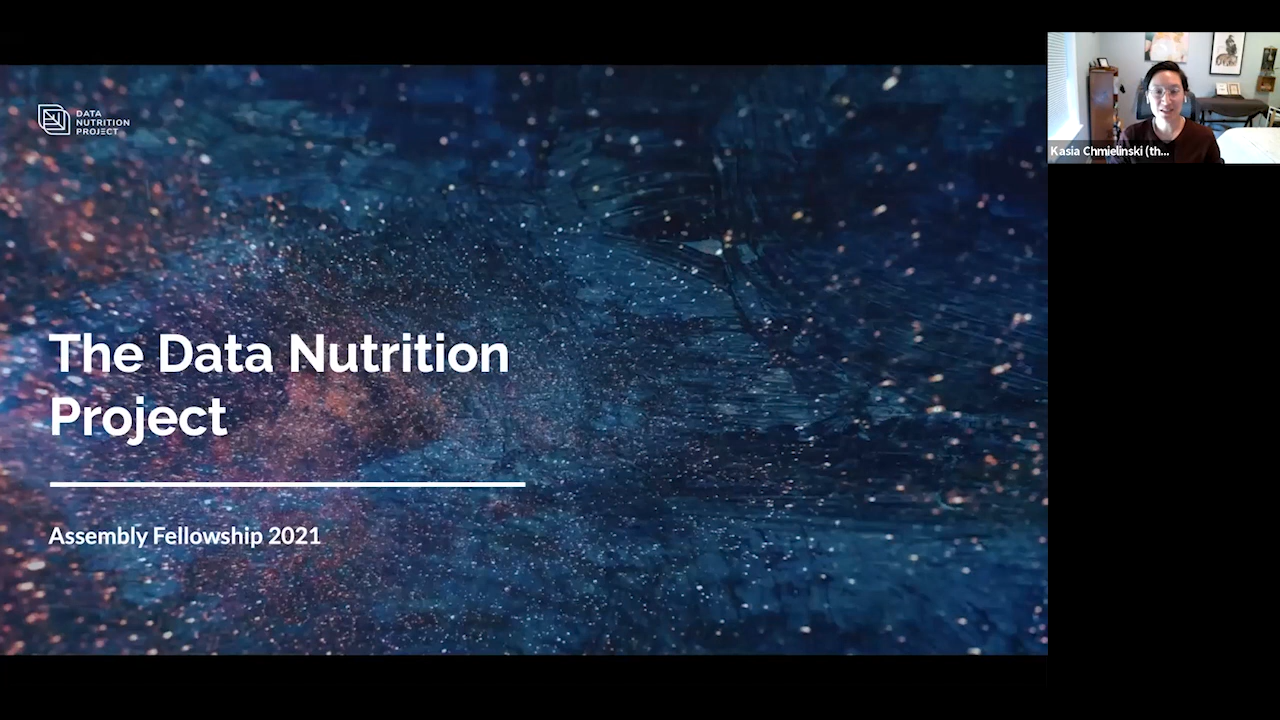 DATA
NUTRITION
PROJECT
The Data Nutrition
Project
Assembly Fellowship 2021
Kasia Chmielinski (th...